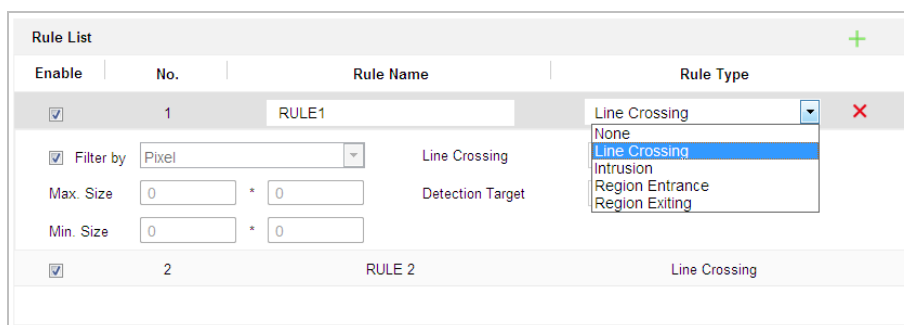 Rule List
Enable No. Rule Name Rule Type
1 RULE1 Line Crossing
None
Filter by Pixel Line Crossing Line Crossing
Intrusion
Max. Size 0 * 0 Detection Target Region Entrance
Region Exiting
Min. Size 0 * 0
2 RULE 2 Line Crossing